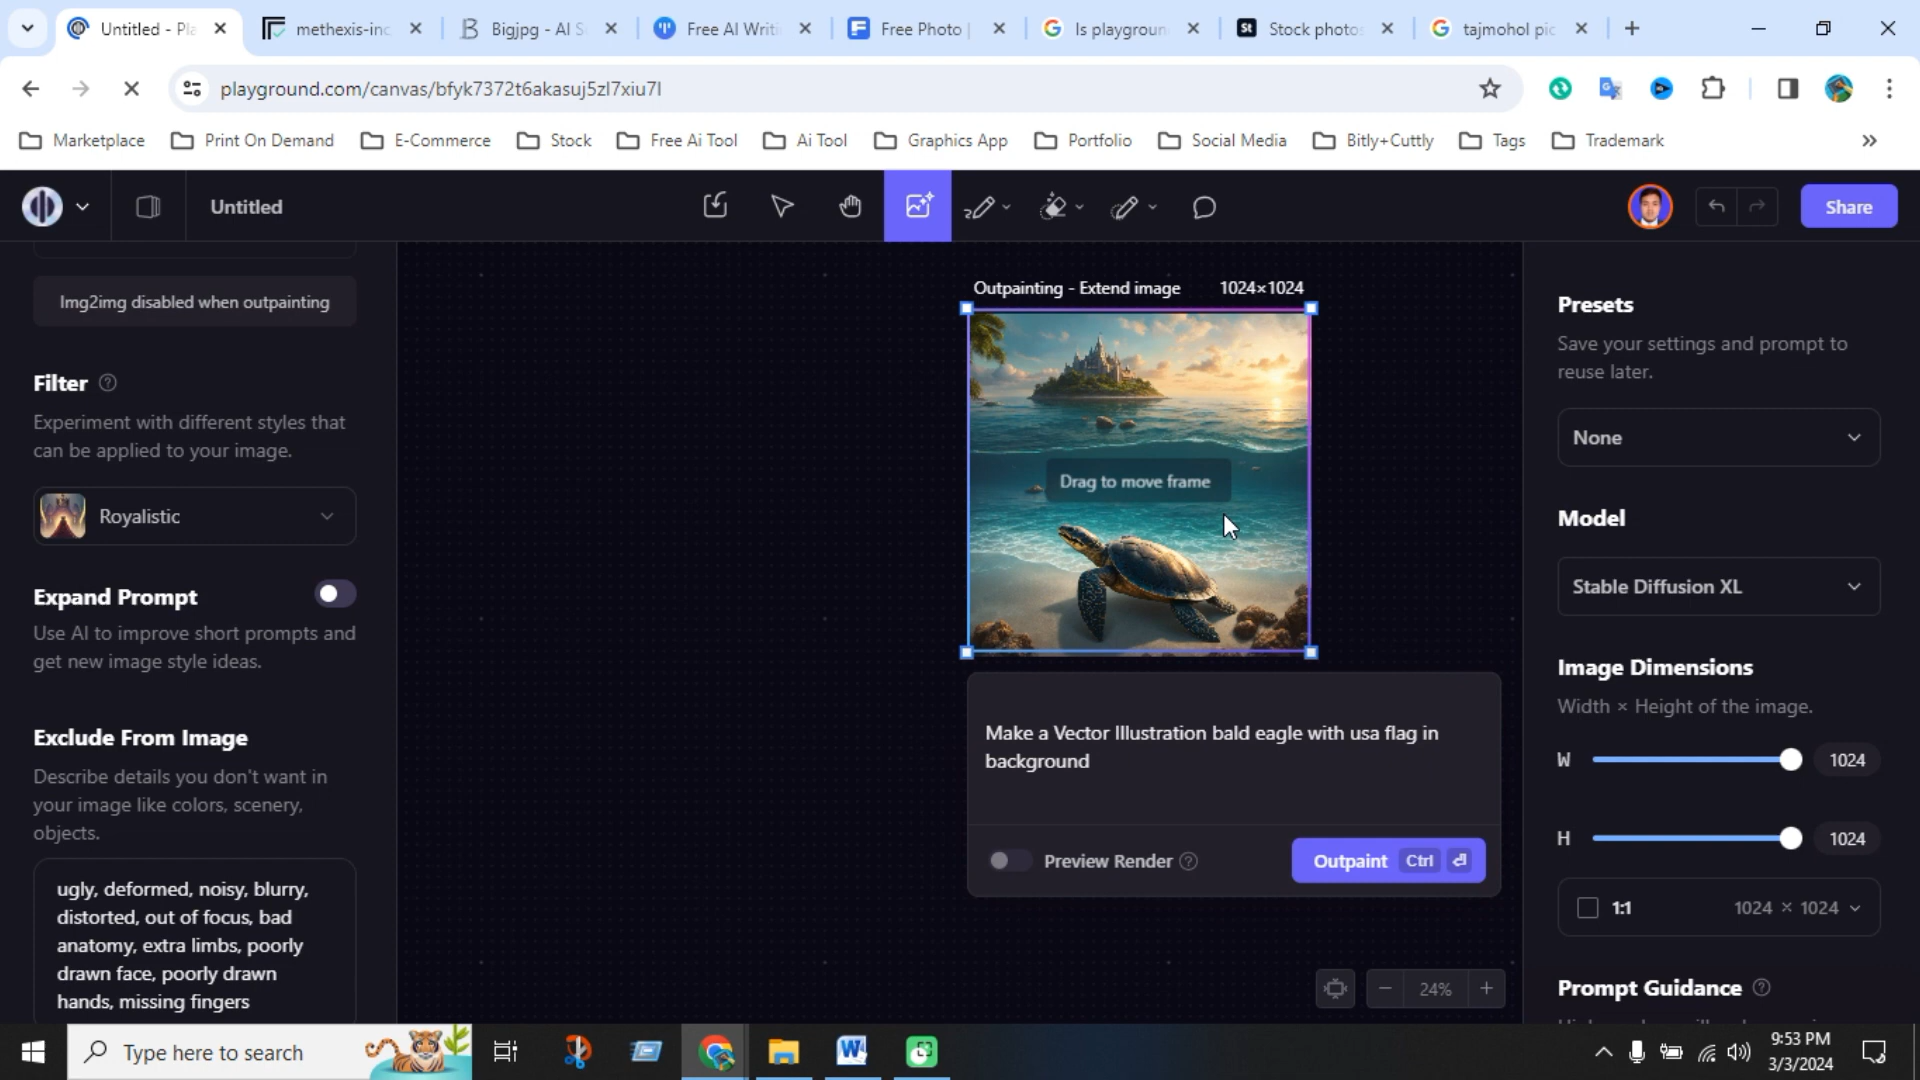 Untitled - Pla
methexis-inc
Bigjpg - AI S
Free AI Writi
Free Photo |
Is playgroun
Stock photos
tajmohol pic
playground.com/canvas/bfyk7372t6akasuj5zl7xiu7l
Marketplace
Print On Demand
E-Commerce
Stock
Free Ai Tool
Ai Tool
Graphics App
Portfolio
Social Media
Bitly+Cuttly
Tags
Trademark
Untitled
Share
Img2img disabled when outpainting
Filter
Experiment with different styles that
can be applied to your image.
Royalistic
Expand Prompt
Use AI to improve short prompts and
get new image style ideas.
Exclude From Image
Describe details you don't want in
your image like colors, scenery,
objects.
ugly, deformed, noisy, blurry,
distorted, out of focus, bad
anatomy, extra limbs, poorly
drawn face, poorly drawn
hands, missing fingers
Outpainting - Extend image 1024×1024
Drag to move frame
Make a Vector Illustration bald eagle with usa flag in
background
Preview Render
Outpaint Ctrl
24%
Presets
Save your settings and prompt to
reuse later.
None
Model
Stable Diffusion XL
Image Dimensions
Width × Height of the image.
W 1024
H 1024
1:1 1024 × 1024
Prompt Guidance
Type here to search
9:53 PM
3/3/2024